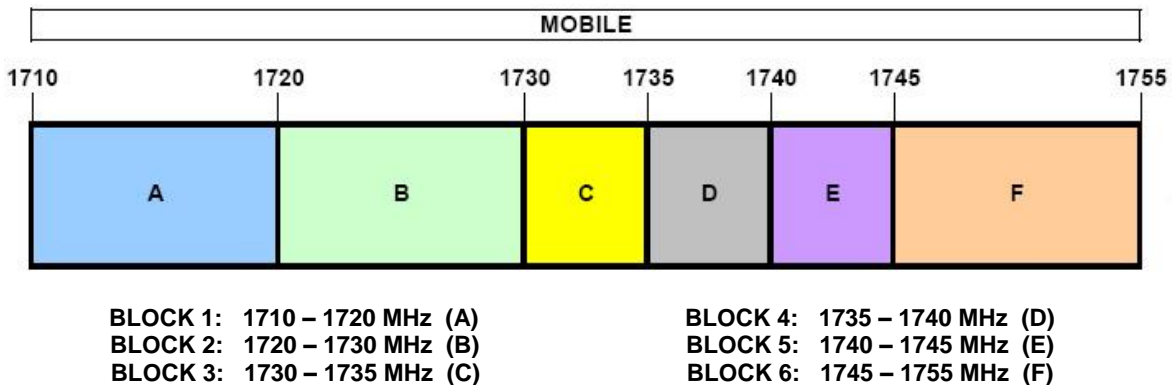 MOBILE
1710 1720 1730 1735 1740 1745 1755
A B C D E F
BLOCK 1: 1710 – 1720 MHz (A)
BLOCK 2: 1720 – 1730 MHz (B)
BLOCK 3: 1730 – 1735 MHz (C)
BLOCK 4: 1735 – 1740 MHz (D)
BLOCK 5: 1740 – 1745 MHz (E)
BLOCK 6: 1745 – 1755 MHz (F)